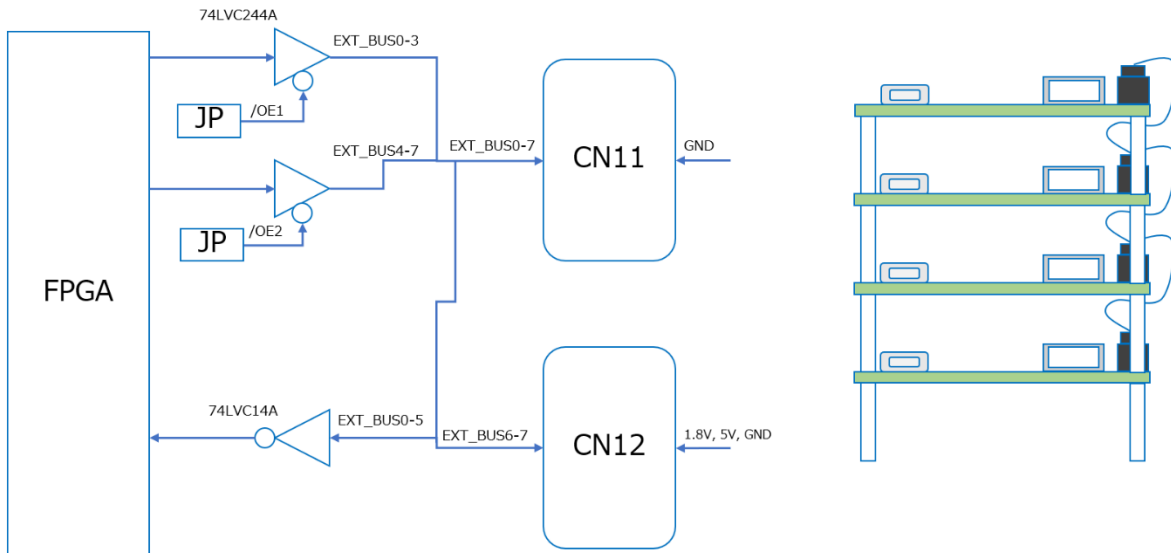 74LVC244A
EXT_BUS0-3
JP
/OE1
EXT_BUS4-7
EXT_BUS0-7
CN11
GND
JP
/OE2
FPGA
74LVC14A
EXT_BUS0-5
EXT_BUS6-7
CN12
1.8V, 5V, GND